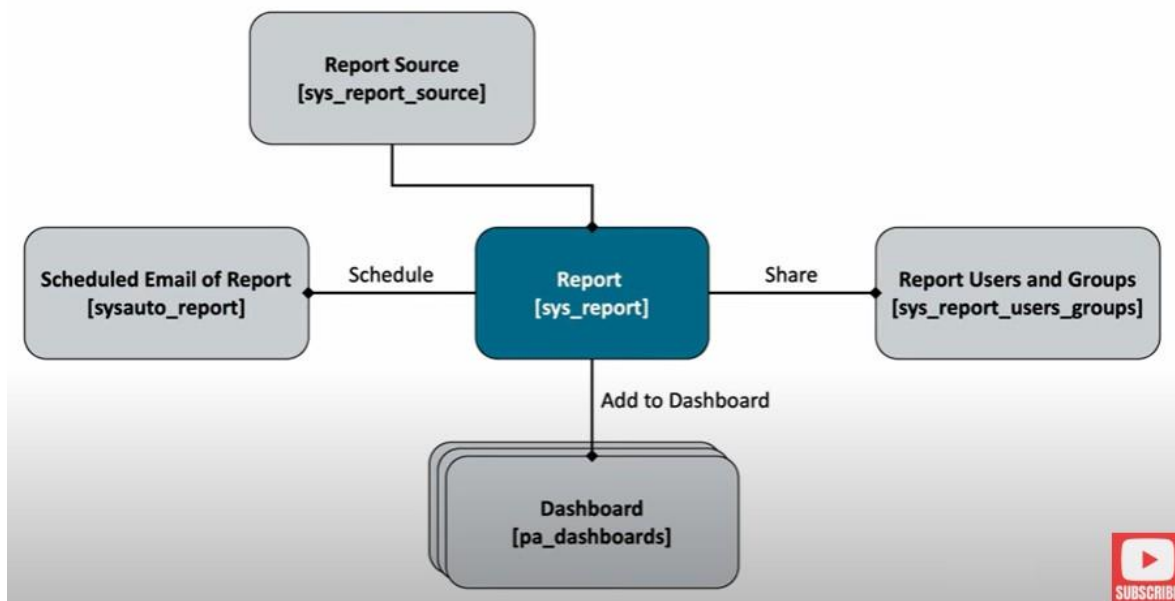 Report Source
[sys_report_source]
Scheduled Email of Report
[sysauto_report]
Schedule
Report
[sys_report]
Share
Report Users and Groups
[sys_report_users_groups]
Add to Dashboard
Dashboard
[pa_dashboards]
SUBSCRIBE